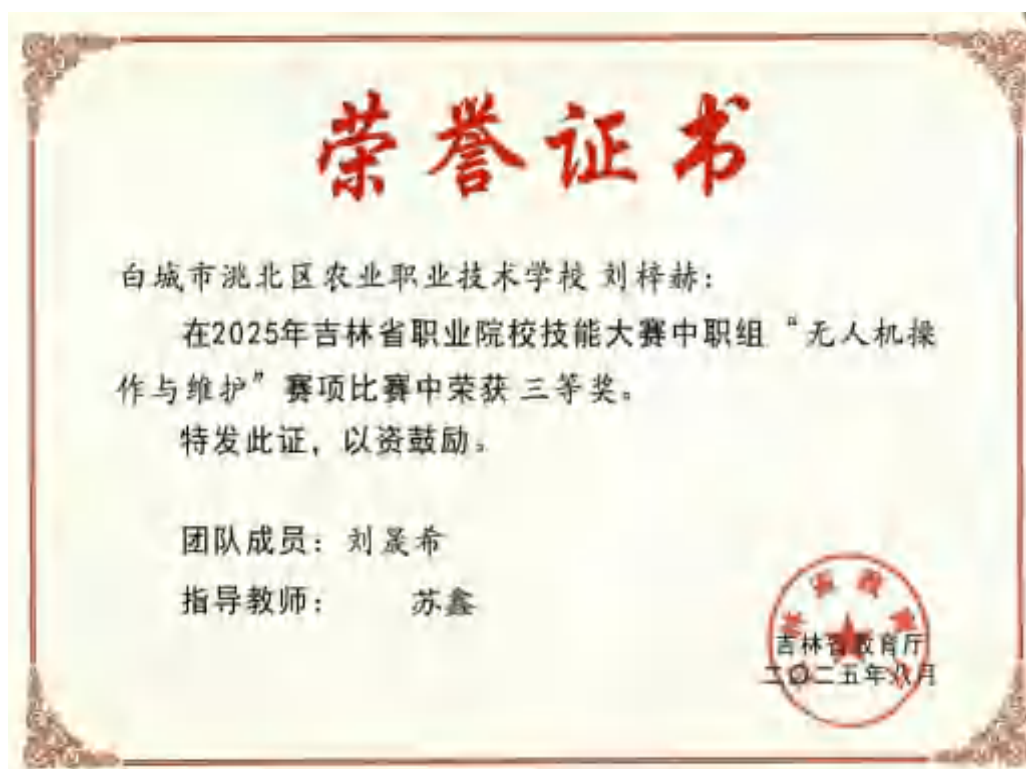 荣誉证书
白城市洮北区农业职业技术学校 刘梓赫:
在2025年吉林省职业院校技能大赛中职组“无人机操
作与维护”赛项比赛中荣获 三等奖。
特发此证，以资鼓励。
团队成员：刘晟希
指导教师： 苏鑫
吉林省教育厅
二〇二五年八月